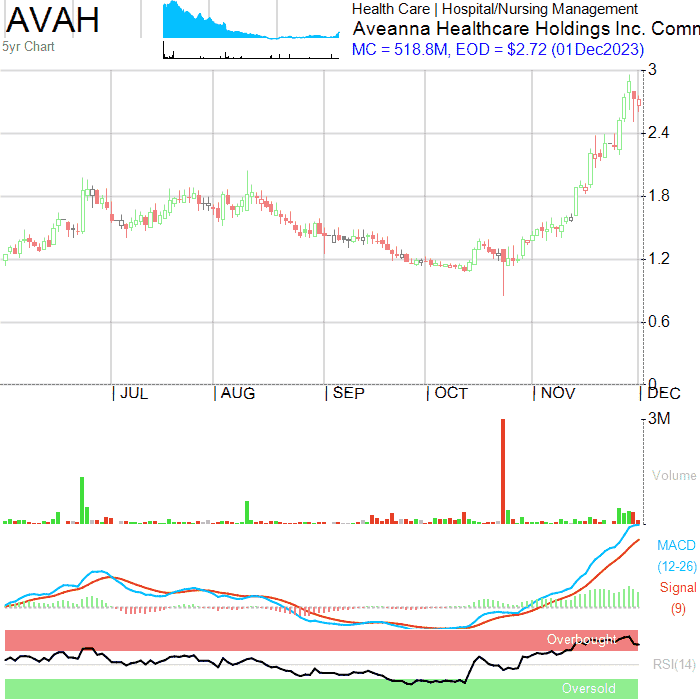 AVAH
5yr Chart
Health Care | Hospital/Nursing Management
Aveanna Healthcare Holdings Inc. Comm
MC = 518.8M, EOD = $2.72 (01Dec2023)
3
2.4
1.8
1.2
0.6
0
JUL
AUG
SEP
OCT
NOV
DEC
3M
Volume
MACD
(12-26)
Signal
(9)
Overbought
RSI(14)
Oversold